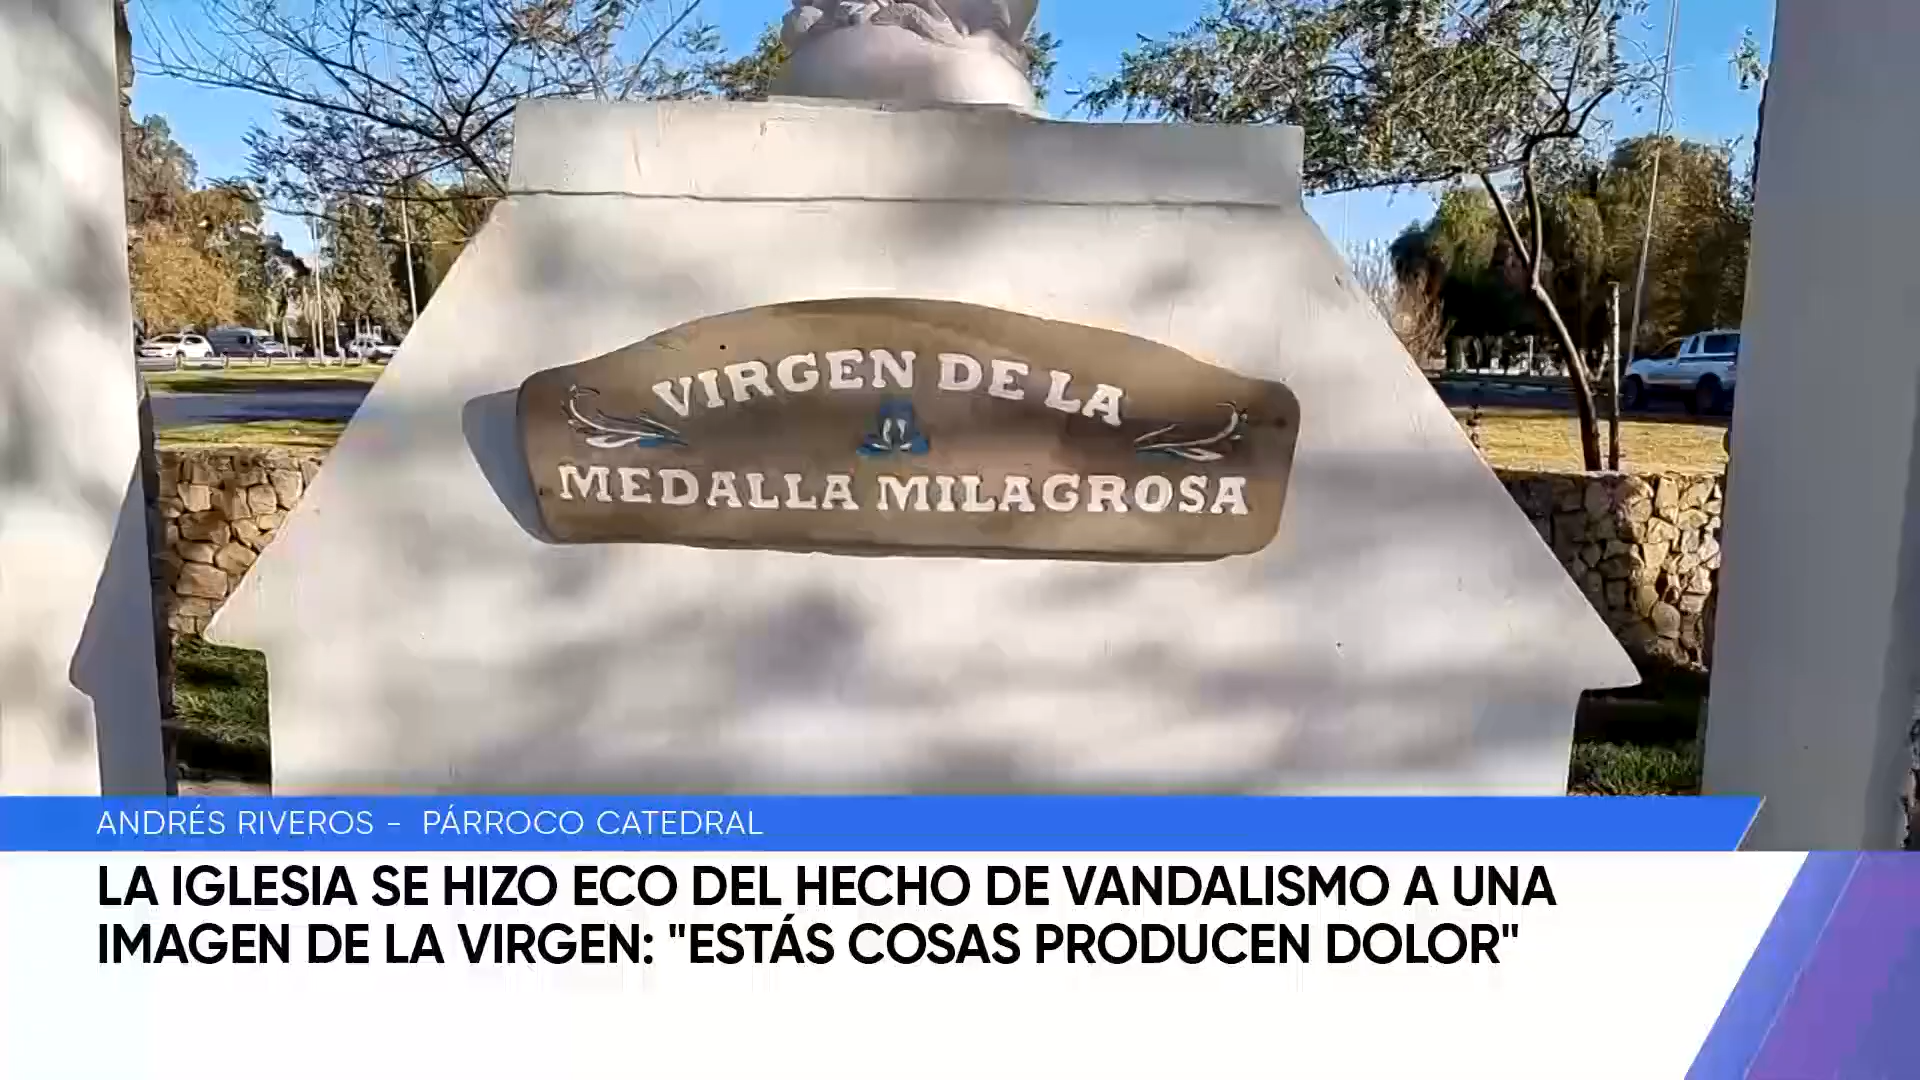 VIRGEN DE LA
MEDALLA MILAGROSA
ANDRÉS RIVEROS - PÁRROCO CATEDRAL
LA IGLESIA SE HIZO ECO DEL HECHO DE VANDALISMO A UNA
IMAGEN DE LA VIRGEN: "ESTÁS COSAS PRODUCEN DOLOR"